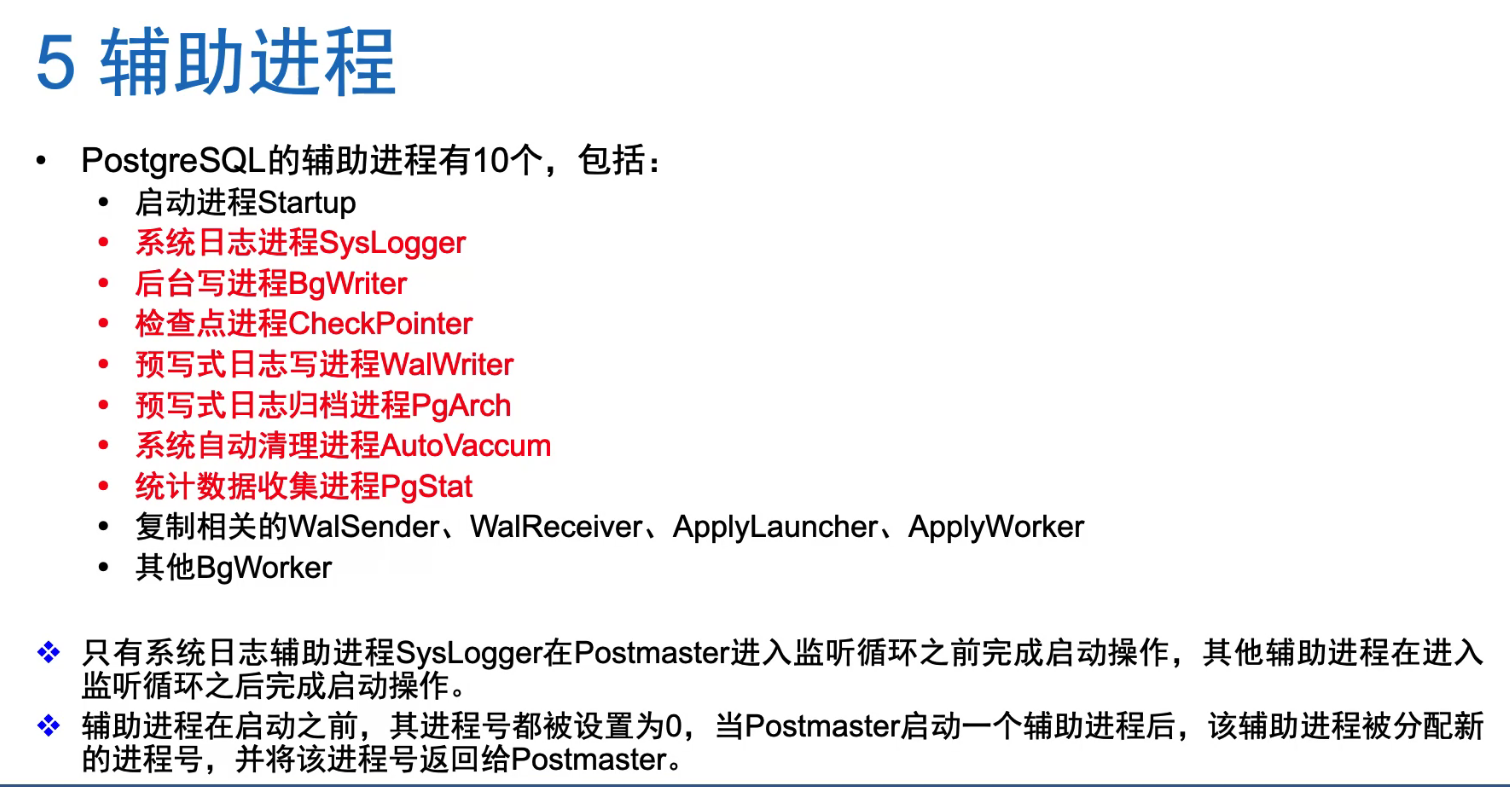 5 辅助进程
• PostgreSQL的辅助进程有10个，包括：
• 启动进程Startup
• 系统日志进程SysLogger
• 后台写进程BgWriter
• 检查点进程CheckPointer
• 预写式日志写进程WalWriter
• 预写式日志归档进程PgArch
• 系统自动清理进程AutoVaccum
• 统计数据收集进程PgStat
• 复制相关的WalSender、WalReceiver、ApplyLauncher、ApplyWorker
• 其他BgWorker
❖ 只有系统日志辅助进程SysLogger在Postmaster进入监听循环之前完成启动操作，其他辅助进程在进入
监听循环之后完成启动操作。
❖ 辅助进程在启动之前，其进程号都被设置为0，当Postmaster启动一个辅助进程后，该辅助进程被分配新
的进程号，并将该进程号返回给Postmaster。